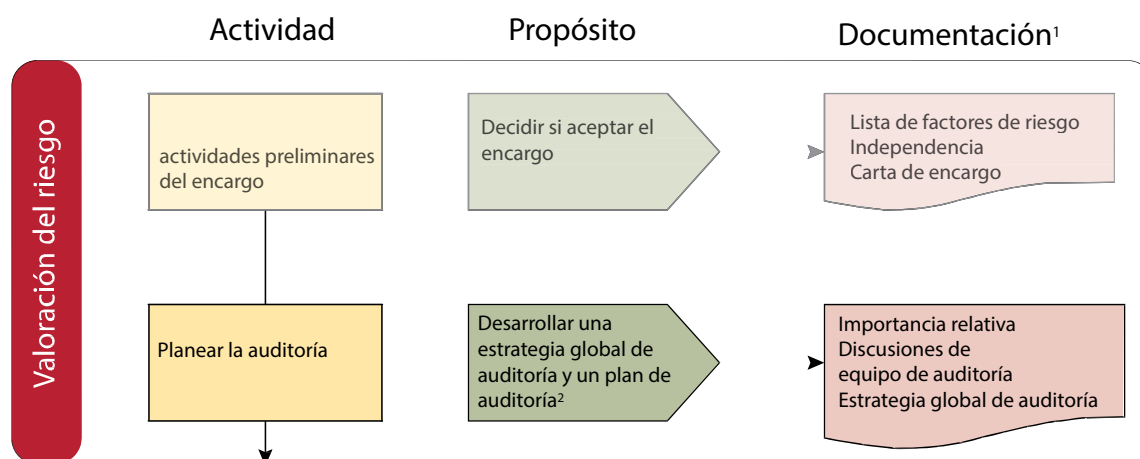 Actividad
Propósito
Documentación¹
Valoración del riesgo
actividades preliminares
del encargo
Decidir si aceptar el
encargo
Lista de factores de riesgo
Independencia
Carta de encargo
Planear la auditoría
Desarrollar una
estrategia global de
auditoría y un plan de
auditoría²
Importancia relativa
Discusiones de
equipo de auditoría
Estrategia global de auditoría